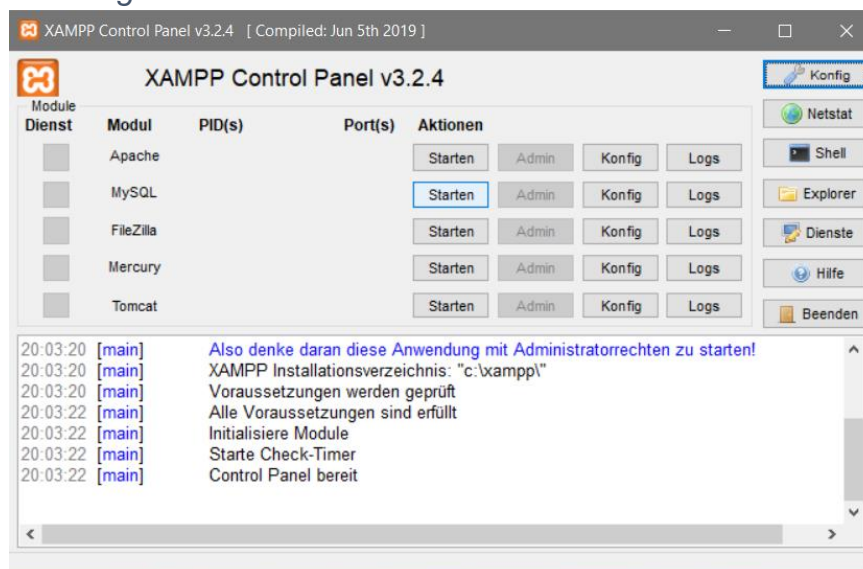 XAMPP Control Panel v3.2.4 [ Compiled: Jun 5th 2019 ]
XAMPP Control Panel v3.2.4
Konfig
Module
Dienst Modul PID(s) Port(s) Aktionen
Netstat
Apache Starten Admin Konfig Logs
Shell
MySQL Starten Admin Konfig Logs
Explorer
FileZilla Starten Admin Konfig Logs
Dienste
Mercury Starten Admin Konfig Logs
Hilfe
Tomcat Starten Admin Konfig Logs
Beenden
20:03:20 [main] Also denke daran diese Anwendung mit Administratorrechten zu starten!
20:03:20 [main] XAMPP Installationsverzeichnis: "c:\xampp\"
20:03:20 [main] Voraussetzungen werden geprüft
20:03:22 [main] Alle Voraussetzungen sind erfüllt
20:03:22 [main] Initialisiere Module
20:03:22 [main] Starte Check-Timer
20:03:22 [main] Control Panel bereit